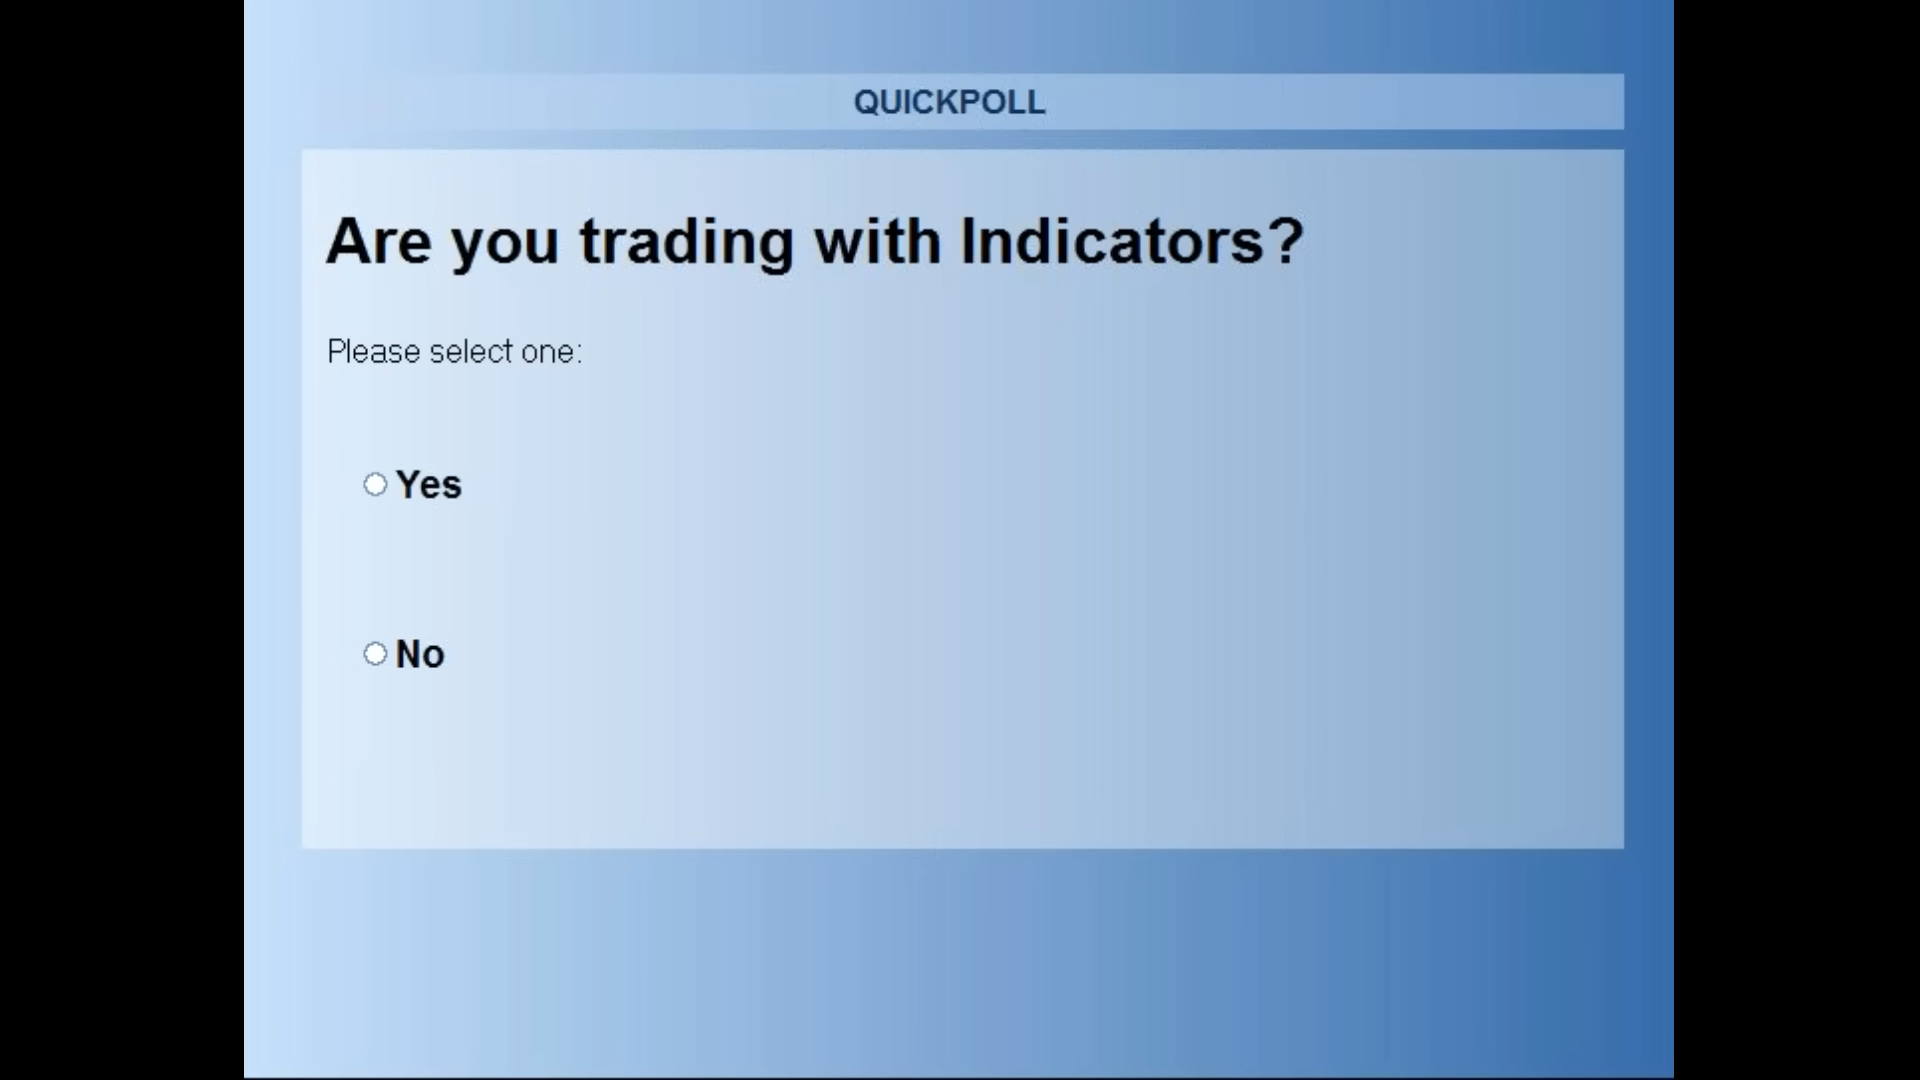 QUICKPOLL
Are you trading with Indicators?
Please select one:
Yes
No